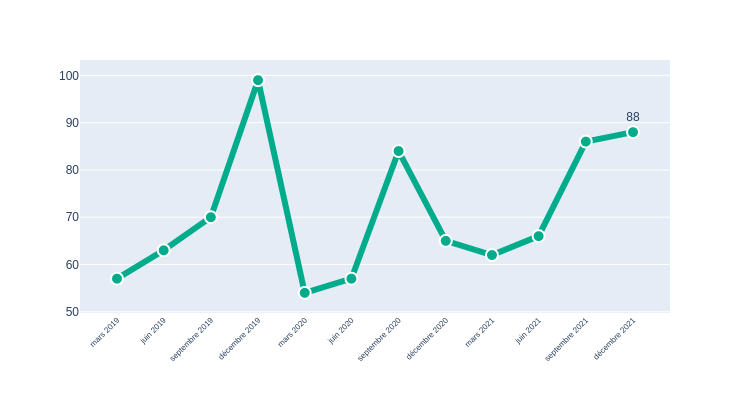 100
90
80
70
60
50
88
mars 2019
juin 2019
septembre 2019
décembre 2019
mars 2020
juin 2020
septembre 2020
décembre 2020
mars 2021
juin 2021
septembre 2021
décembre 2021